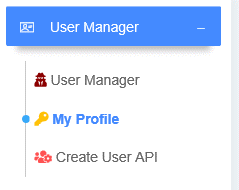 User Manager –
User Manager
My Profile
Create User API